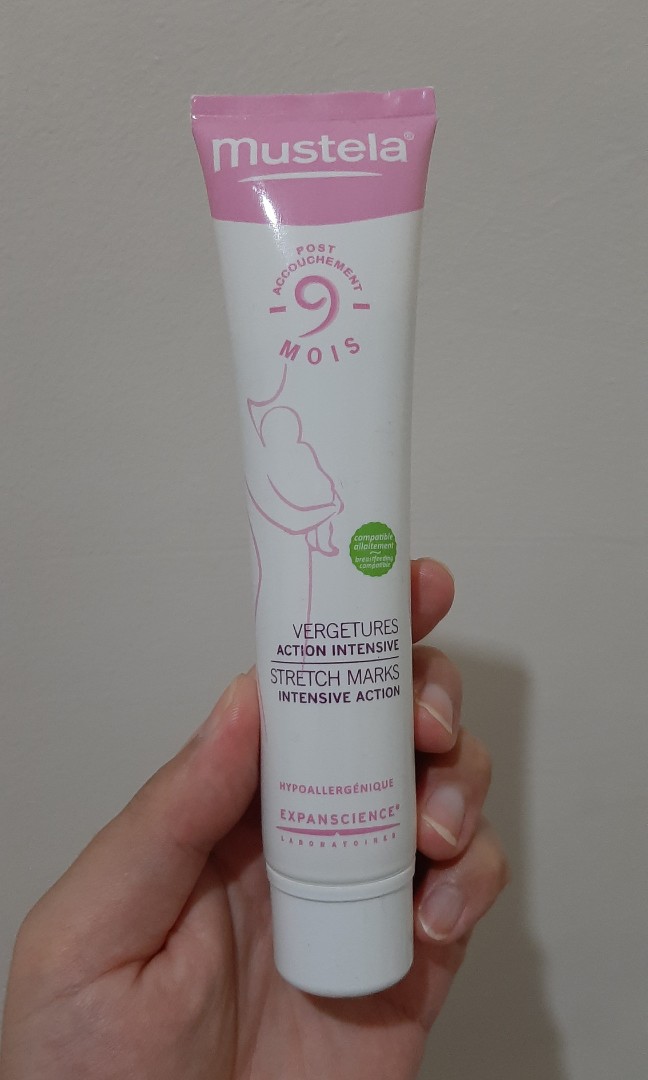 mustela®
POST
ACCOUCHEMENT
9
MOIS
compatible
allaitement
breastfeeding
compatible
VERGETURES
ACTION INTENSIVE
STRETCH MARKS
INTENSIVE ACTION
HYPOALLERGÉNIQUE
EXPANSCIENCE®
LABORATOIRES